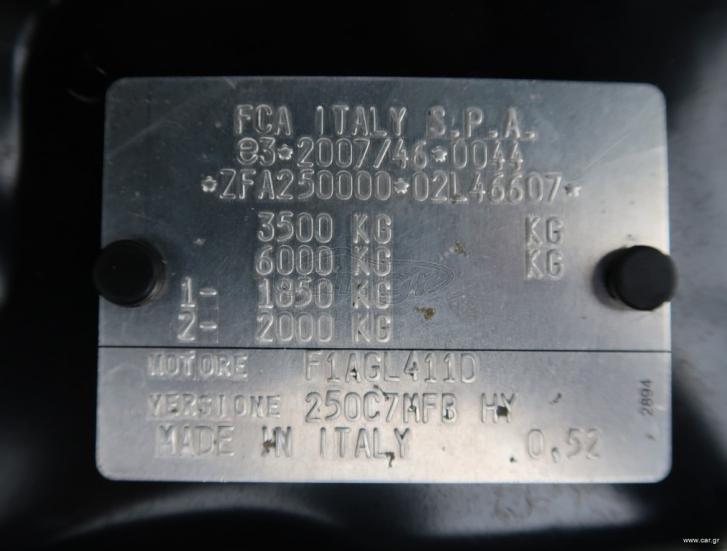 FCA ITALY S.P.A.
e3*2007/46*0044
*ZFA250000*02L46607*
3500 KG KG
6000 KG KG
1- 1850 KG
2- 2000 KG
MOTORE F1AGL411D
VERSIONE 250C7MFB HY
MADE IN ITALY 0,52
2894
www.car.gr